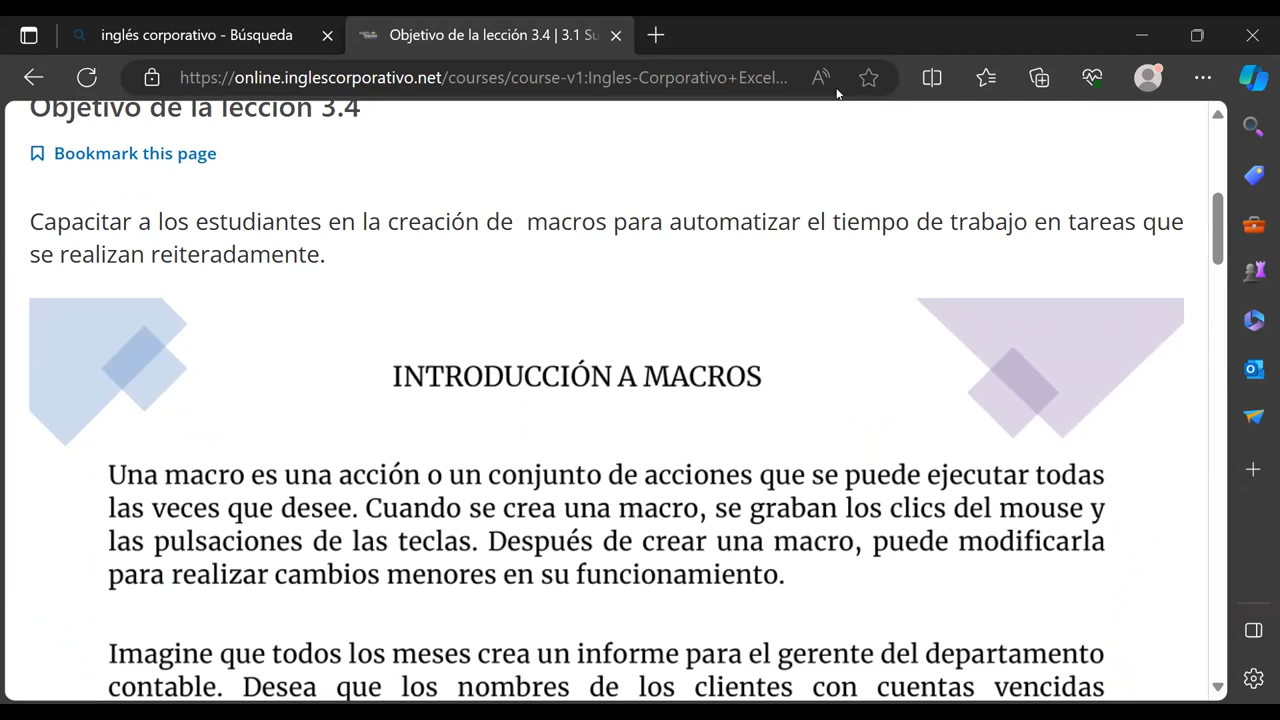 inglés corporativo - Búsqueda
Objetivo de la lección 3.4 | 3.1 Su
https://online.inglescorporativo.net/courses/course-v1:Ingles-Corporativo+Excel...
Objetivo de la lección 3.4
Bookmark this page
Capacitar a los estudiantes en la creación de macros para automatizar el tiempo de trabajo en tareas que
se realizan reiteradamente.
INTRODUCCIÓN A MACROS
Una macro es una acción o un conjunto de acciones que se puede ejecutar todas
las veces que desee. Cuando se crea una macro, se graban los clics del mouse y
las pulsaciones de las teclas. Después de crear una macro, puede modificarla
para realizar cambios menores en su funcionamiento.
Imagine que todos los meses crea un informe para el gerente del departamento
contable. Desea que los nombres de los clientes con cuentas vencidas